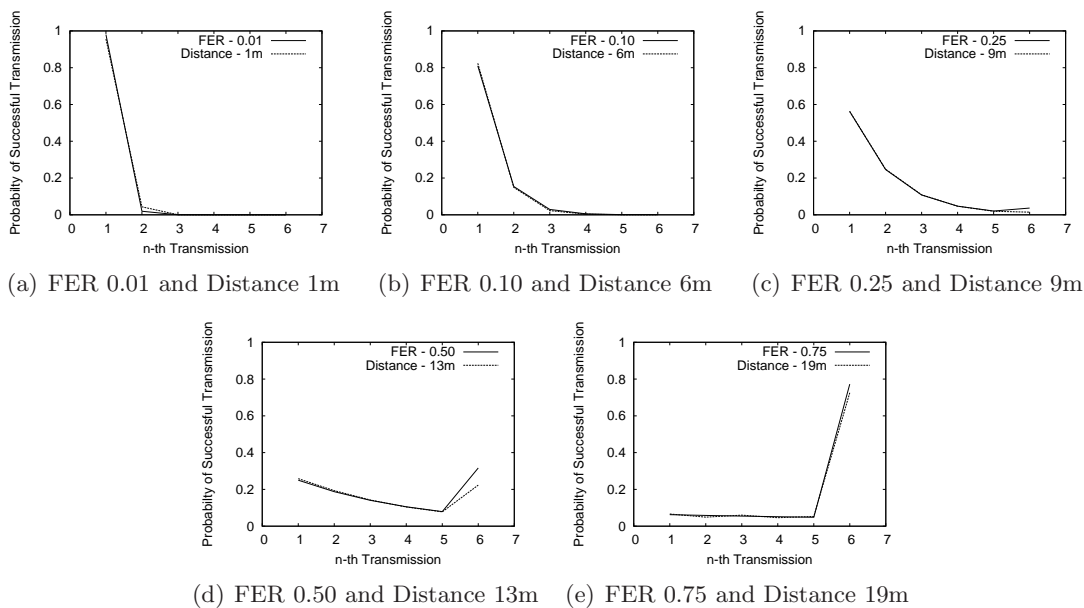 Probabilty of Successful Transmission
1
0.8
0.6
0.4
0.2
0
0 1 2 3 4 5 6 7
n-th Transmission
FER - 0.01
Distance - 1m
(a) FER 0.01 and Distance 1m
Probabilty of Successful Transmission
1
0.8
0.6
0.4
0.2
0
0 1 2 3 4 5 6 7
n-th Transmission
FER - 0.10
Distance - 6m
(b) FER 0.10 and Distance 6m
Probabilty of Successful Transmission
1
0.8
0.6
0.4
0.2
0
0 1 2 3 4 5 6 7
n-th Transmission
FER - 0.25
Distance - 9m
(c) FER 0.25 and Distance 9m
Probabilty of Successful Transmission
1
0.8
0.6
0.4
0.2
0
0 1 2 3 4 5 6 7
n-th Transmission
FER - 0.50
Distance - 13m
(d) FER 0.50 and Distance 13m
Probabilty of Successful Transmission
1
0.8
0.6
0.4
0.2
0
0 1 2 3 4 5 6 7
n-th Transmission
FER - 0.75
Distance - 19m
(e) FER 0.75 and Distance 19m